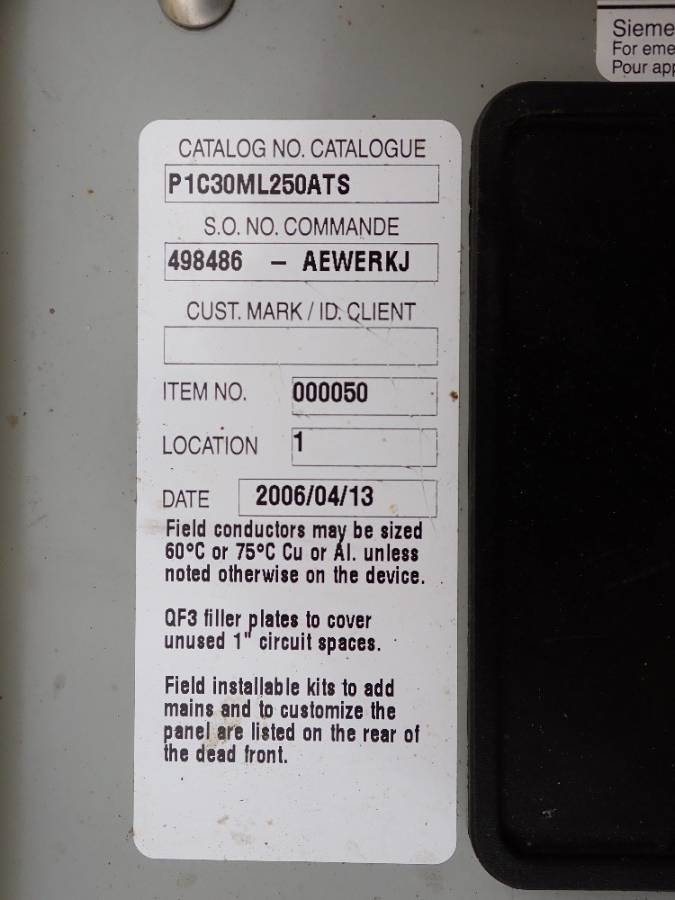 Sieme
For eme
Pour app
CATALOG NO. CATALOGUE
P1C30ML250ATS
S.O. NO. COMMANDE
498486 – AEWERKJ
CUST. MARK / ID. CLIENT
ITEM NO. 000050
LOCATION 1
DATE 2006/04/13
Field conductors may be sized
60°C or 75°C Cu or Al. unless
noted otherwise on the device.
QF3 filler plates to cover
unused 1" circuit spaces.
Field installable kits to add
mains and to customize the
panel are listed on the rear of
the dead front.